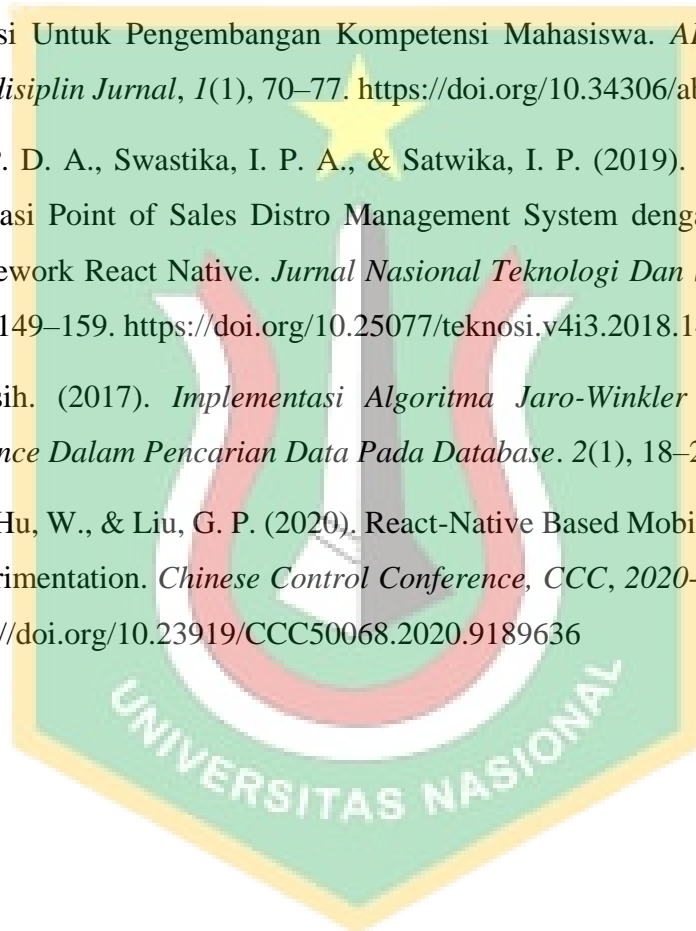 si Untuk Pengembangan Kompetensi Mahasiswa.
disiplin Jurnal, 1(1), 70–77. https://doi.org/10.34306/ab
P. D. A., Swastika, I. P. A., & Satwika, I. P. (2019).
asi Point of Sales Distro Management System denga
ework React Native. Jurnal Nasional Teknologi Dan
149–159. https://doi.org/10.25077/teknosi.v4i3.2018.1
sih. (2017). Implementasi Algoritma Jaro-Winkler
nce Dalam Pencarian Data Pada Database. 2(1), 18–2
Hu, W., & Liu, G. P. (2020). React-Native Based Mobi
rimentation. Chinese Control Conference, CCC, 2020-
//doi.org/10.23919/CCC50068.2020.9189636
UNIVERSITAS NASIONAL